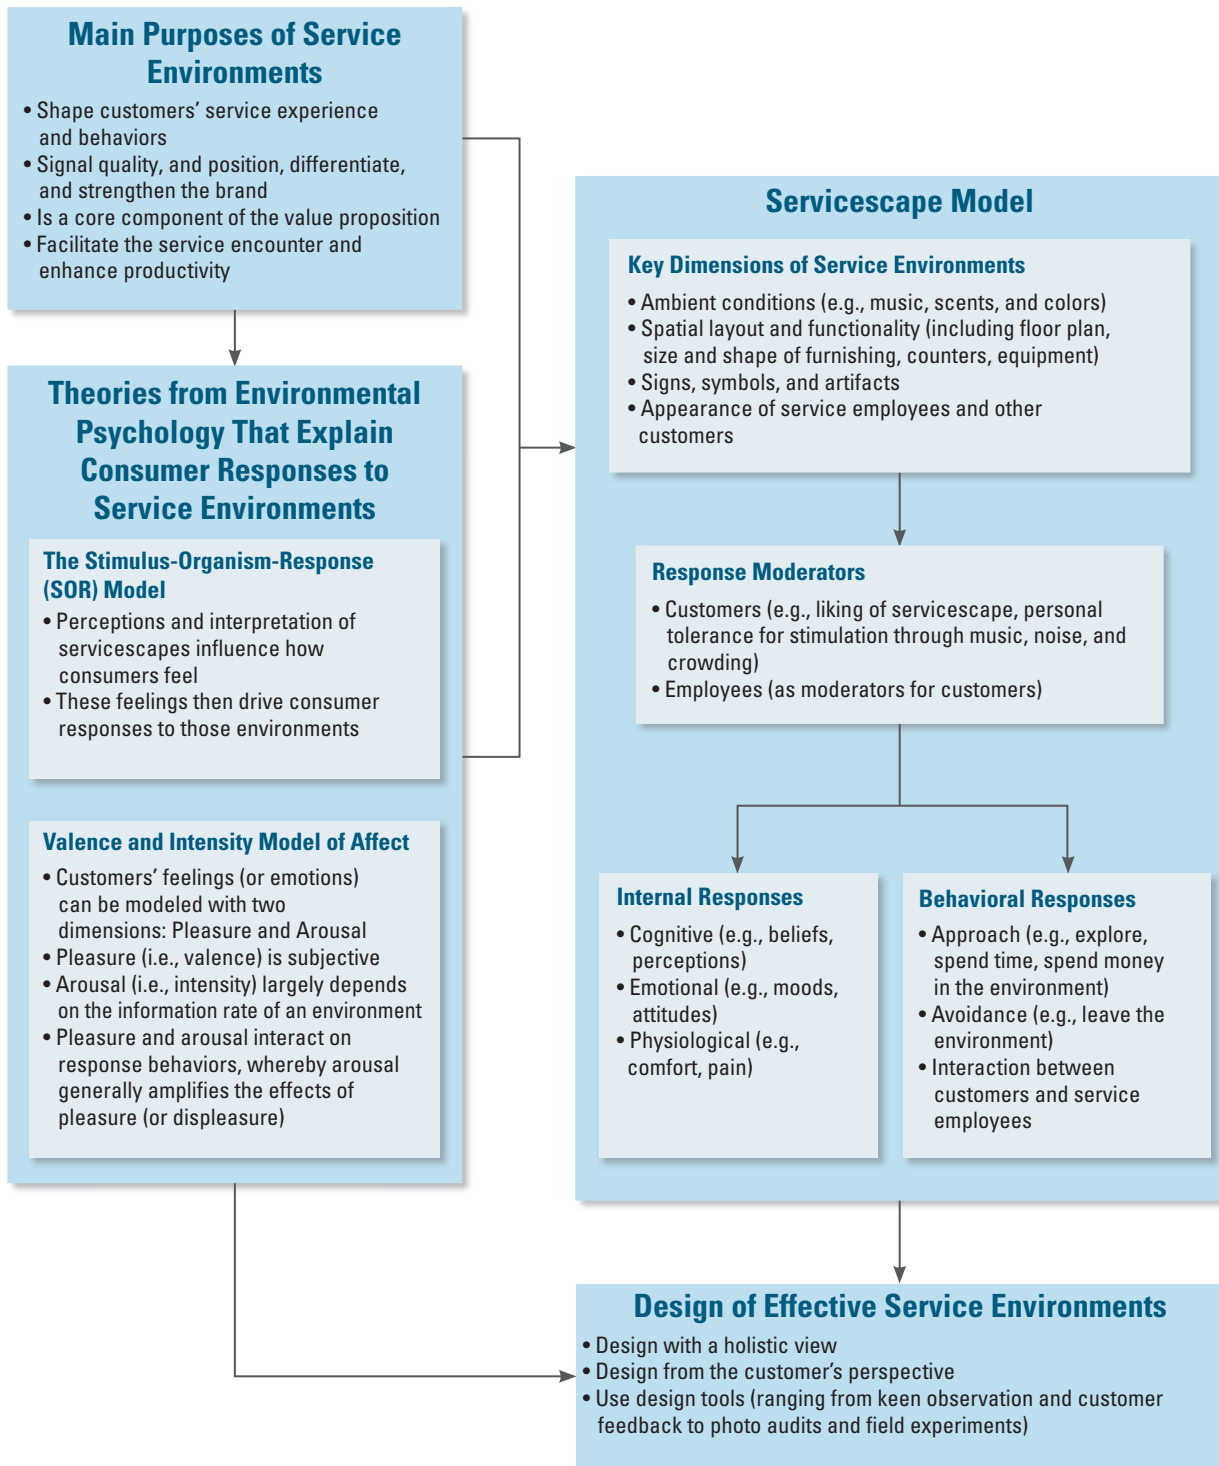 Main Purposes of Service
Environments
• Shape customers’ service experience
and behaviors
• Signal quality, and position, differentiate,
and strengthen the brand
• Is a core component of the value proposition
• Facilitate the service encounter and
enhance productivity
Theories from Environmental
Psychology That Explain
Consumer Responses to
Service Environments
The Stimulus-Organism-Response
(SOR) Model
• Perceptions and interpretation of
servicescapes influence how
consumers feel
• These feelings then drive consumer
responses to those environments
Valence and Intensity Model of Affect
• Customers’ feelings (or emotions)
can be modeled with two
dimensions: Pleasure and Arousal
• Pleasure (i.e., valence) is subjective
• Arousal (i.e., intensity) largely depends
on the information rate of an environment
• Pleasure and arousal interact on
response behaviors, whereby arousal
generally amplifies the effects of
pleasure (or displeasure)
Servicescape Model
Key Dimensions of Service Environments
• Ambient conditions (e.g., music, scents, and colors)
• Spatial layout and functionality (including floor plan,
size and shape of furnishing, counters, equipment)
• Signs, symbols, and artifacts
• Appearance of service employees and other
customers
Response Moderators
• Customers (e.g., liking of servicescape, personal
tolerance for stimulation through music, noise, and
crowding)
• Employees (as moderators for customers)
Internal Responses
• Cognitive (e.g., beliefs,
perceptions)
• Emotional (e.g., moods,
attitudes)
• Physiological (e.g.,
comfort, pain)
Behavioral Responses
• Approach (e.g., explore,
spend time, spend money
in the environment)
• Avoidance (e.g., leave the
environment)
• Interaction between
customers and service
employees
Design of Effective Service Environments
• Design with a holistic view
• Design from the customer’s perspective
• Use design tools (ranging from keen observation and customer
feedback to photo audits and field experiments)